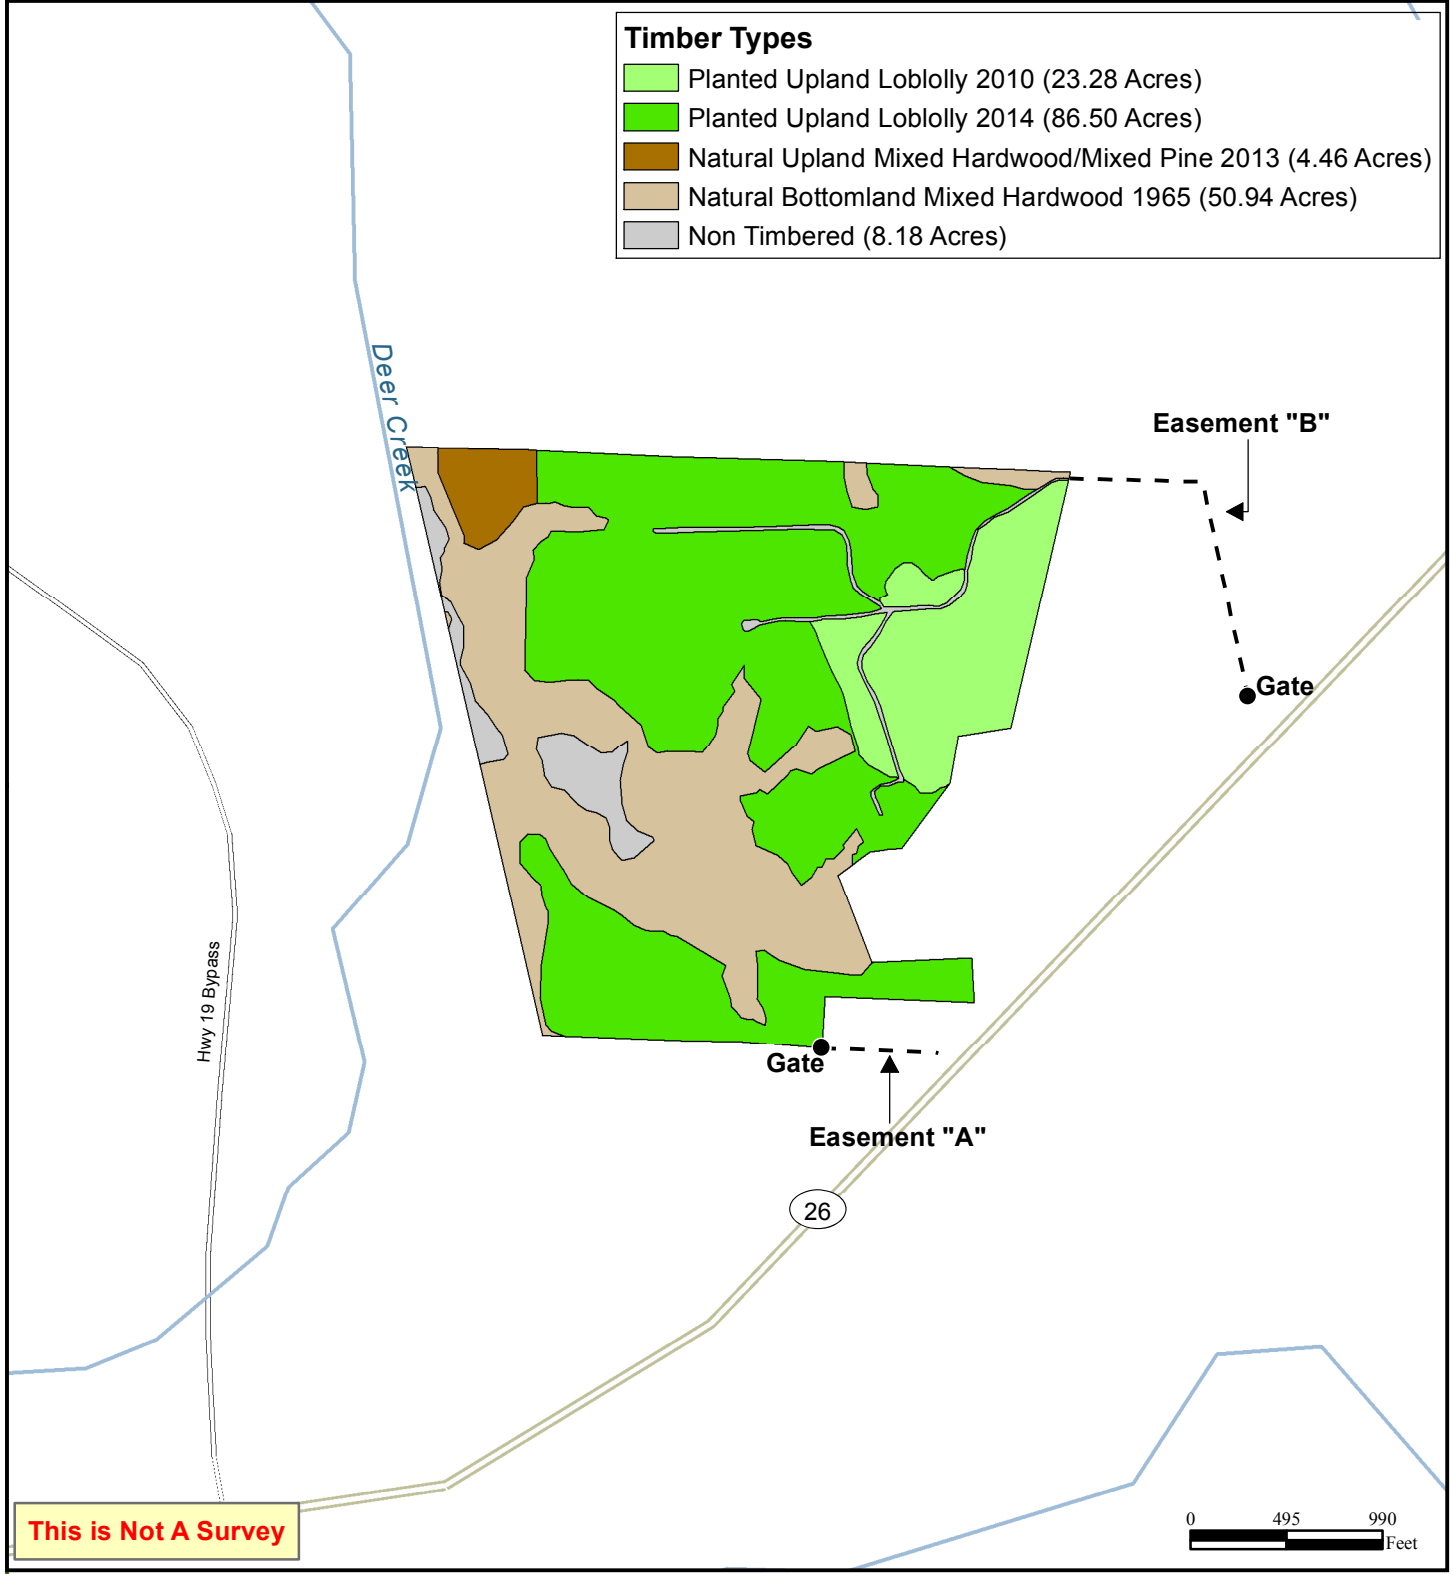 Timber Types
Planted Upland Loblolly 2010 (23.28 Acres)
Planted Upland Loblolly 2014 (86.50 Acres)
Natural Upland Mixed Hardwood/Mixed Pine 2013 (4.46 Acres)
Natural Bottomland Mixed Hardwood 1965 (50.94 Acres)
Non Timbered (8.18 Acres)
Deer Creek
Easement "B"
Gate
Hwy 19 Bypass
Gate
Easement "A"
26
This is Not A Survey
0 495 990
Feet